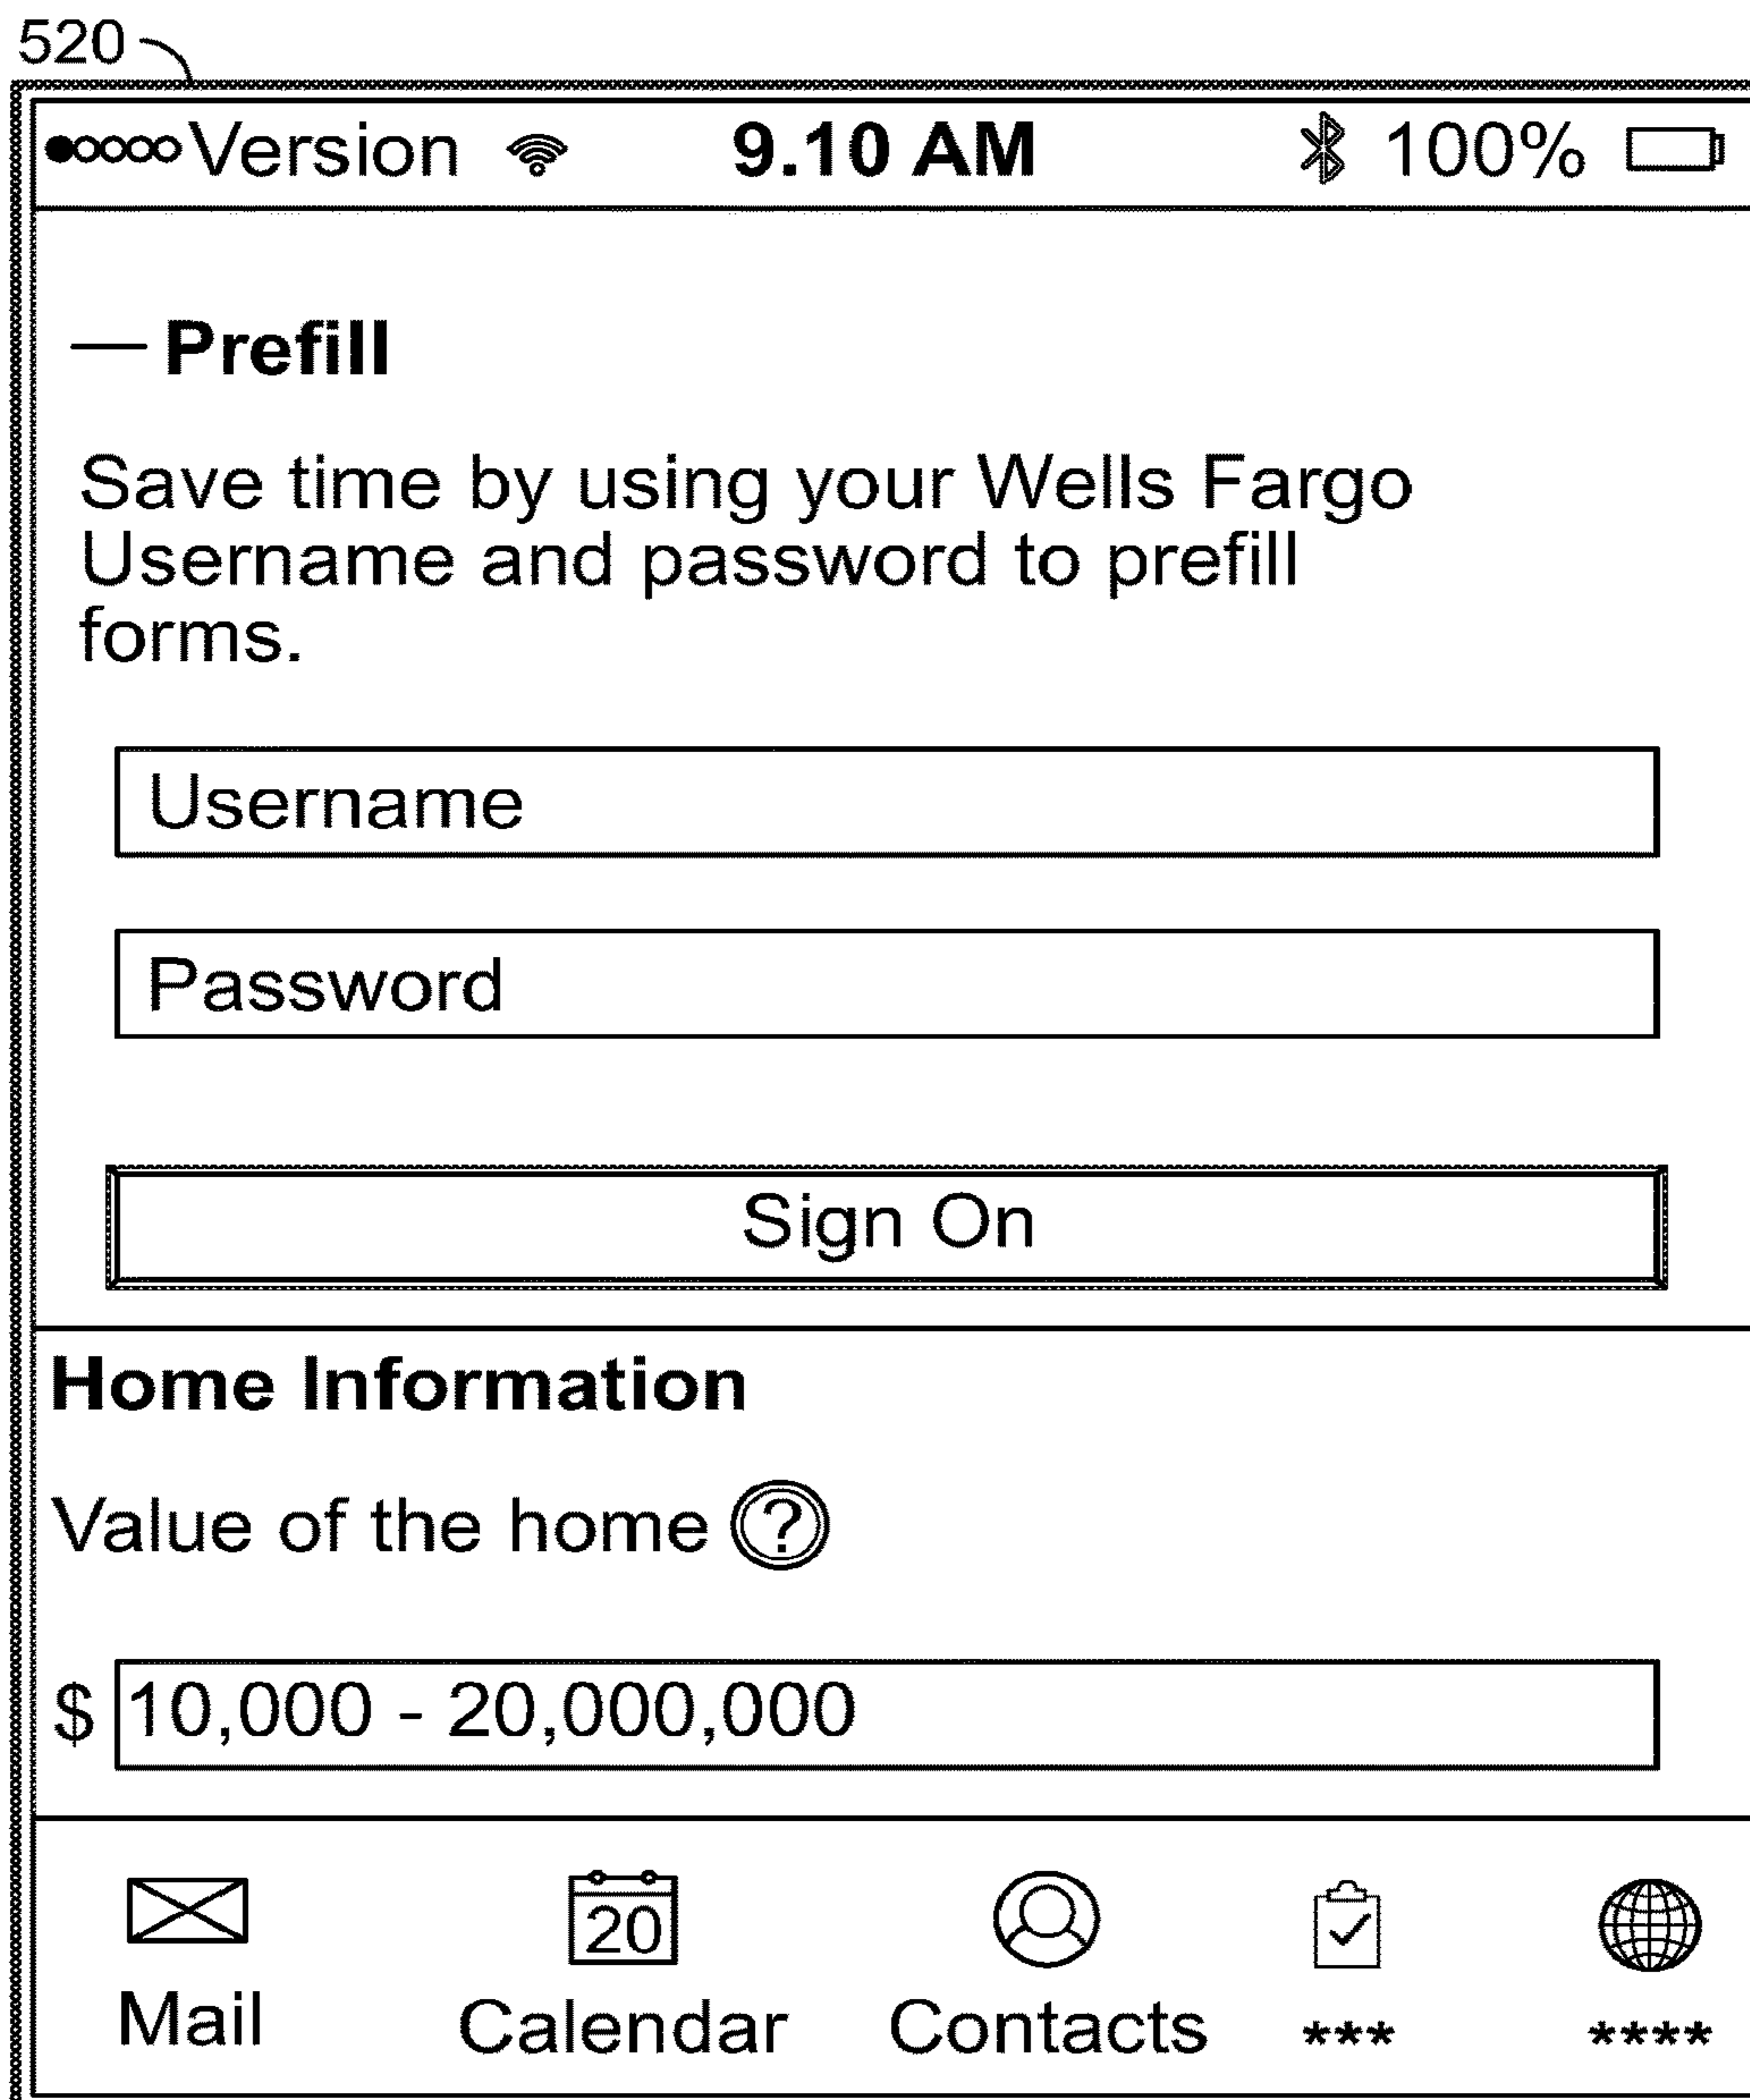 520
Version 9.10 AM 100%
— Prefill
Save time by using your Wells Fargo
Username and password to prefill
forms.
Username
Password
Sign On
Home Information
Value of the home ?
$ 10,000 - 20,000,000
20
Mail Calendar Contacts *** ****